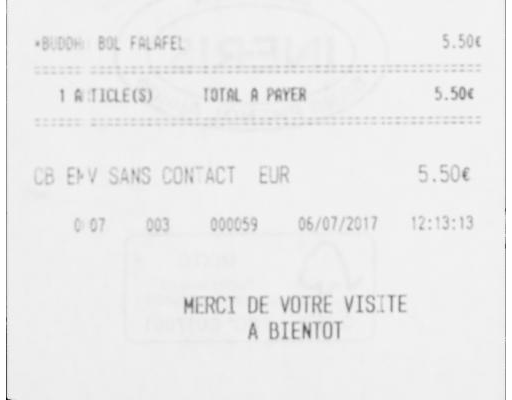 *BUDDHA BOL FALAFEL 5.50€
1 ARTICLE(S) TOTAL A PAYER 5.50€
CB EMV SANS CONTACT EUR 5.50€
0007 003 000059 06/07/2017 12:13:13
MERCI DE VOTRE VISITE
A BIENTOT